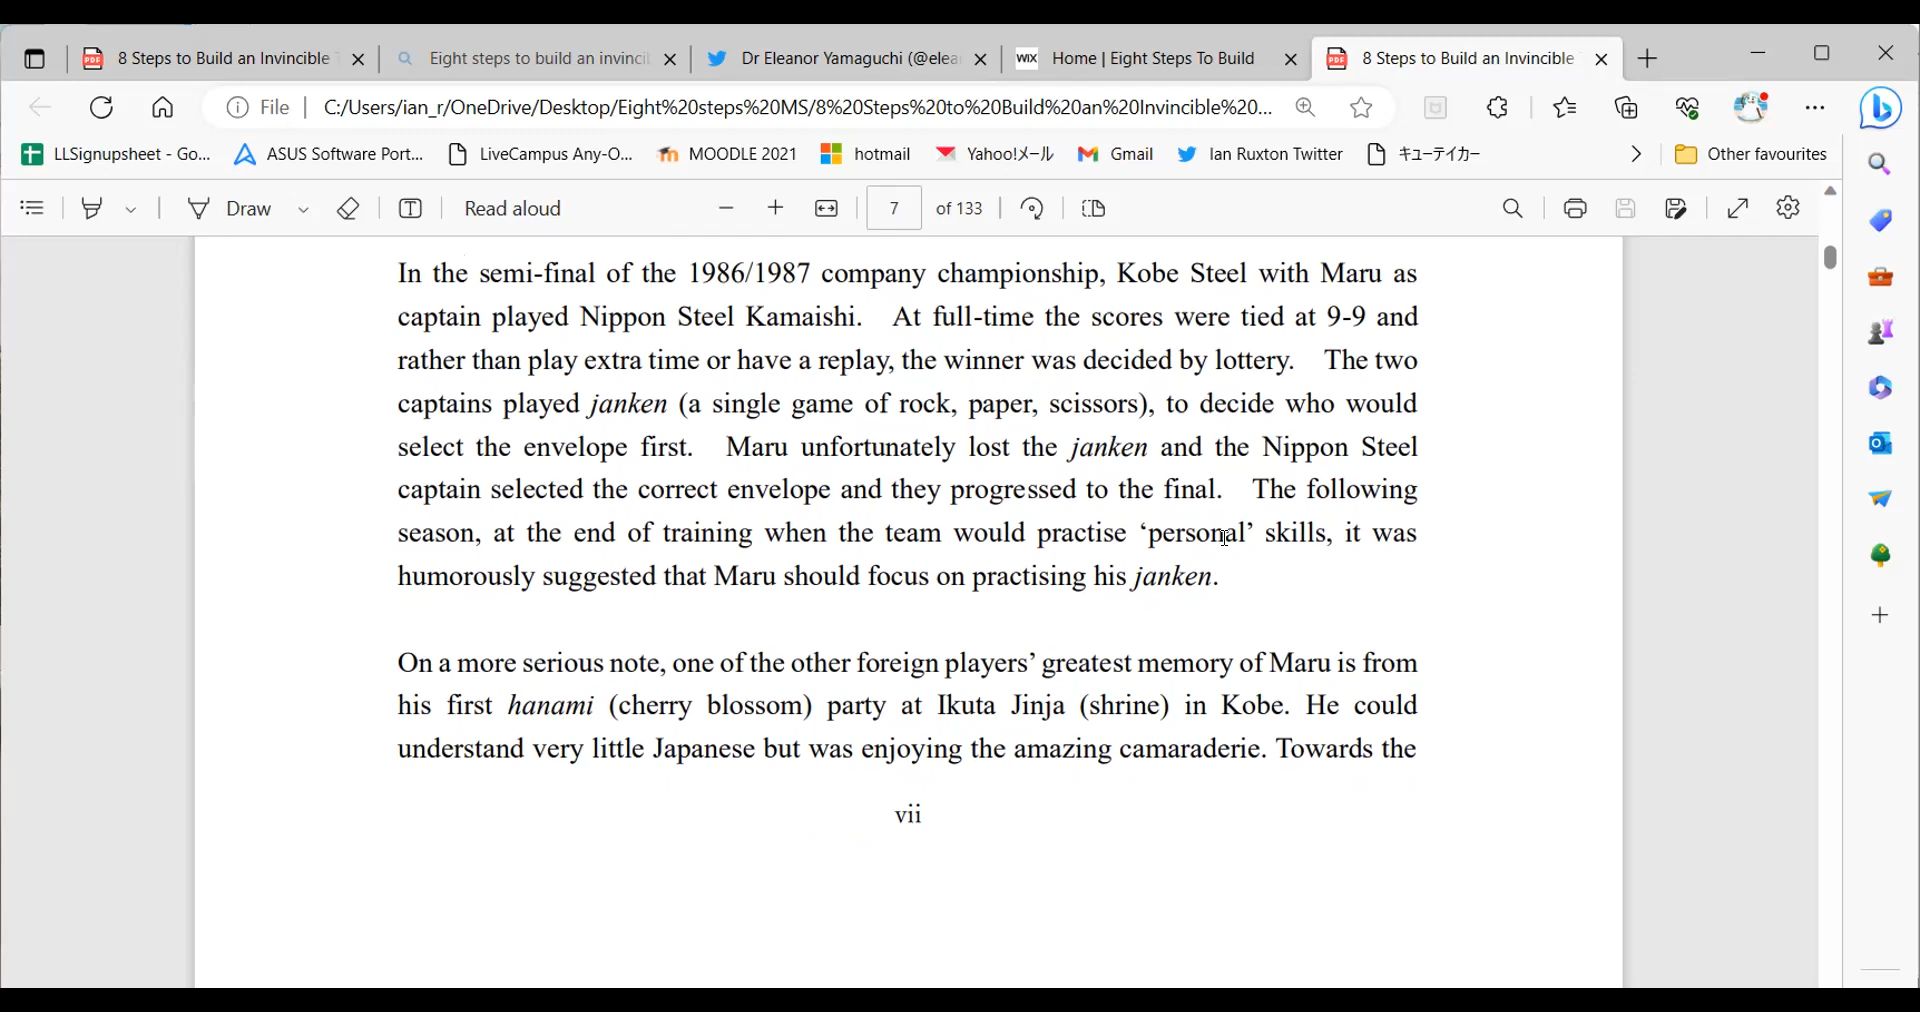 8 Steps to Build an Invincible
Eight steps to build an invinci
Dr Eleanor Yamaguchi (@elea
WIX Home | Eight Steps To Build
8 Steps to Build an Invincible
File
C:/Users/ian_r/OneDrive/Desktop/Eight%20steps%20MS/8%20Steps%20to%20Build%20an%20Invincible%20...
LLSignupsheet - Go...
ASUS Software Port...
LiveCampus Any-O...
MOODLE 2021
hotmail
Yahoo!メール
Gmail
Ian Ruxton Twitter
キューテイカー
Other favourites
Draw
Read aloud
7 of 133
In the semi-final of the 1986/1987 company championship, Kobe Steel with Maru as
captain played Nippon Steel Kamaishi. At full-time the scores were tied at 9-9 and
rather than play extra time or have a replay, the winner was decided by lottery. The two
captains played janken (a single game of rock, paper, scissors), to decide who would
select the envelope first. Maru unfortunately lost the janken and the Nippon Steel
captain selected the correct envelope and they progressed to the final. The following
season, at the end of training when the team would practise ‘personal’ skills, it was
humorously suggested that Maru should focus on practising his janken.
On a more serious note, one of the other foreign players’ greatest memory of Maru is from
his first hanami (cherry blossom) party at Ikuta Jinja (shrine) in Kobe. He could
understand very little Japanese but was enjoying the amazing camaraderie. Towards the
vii